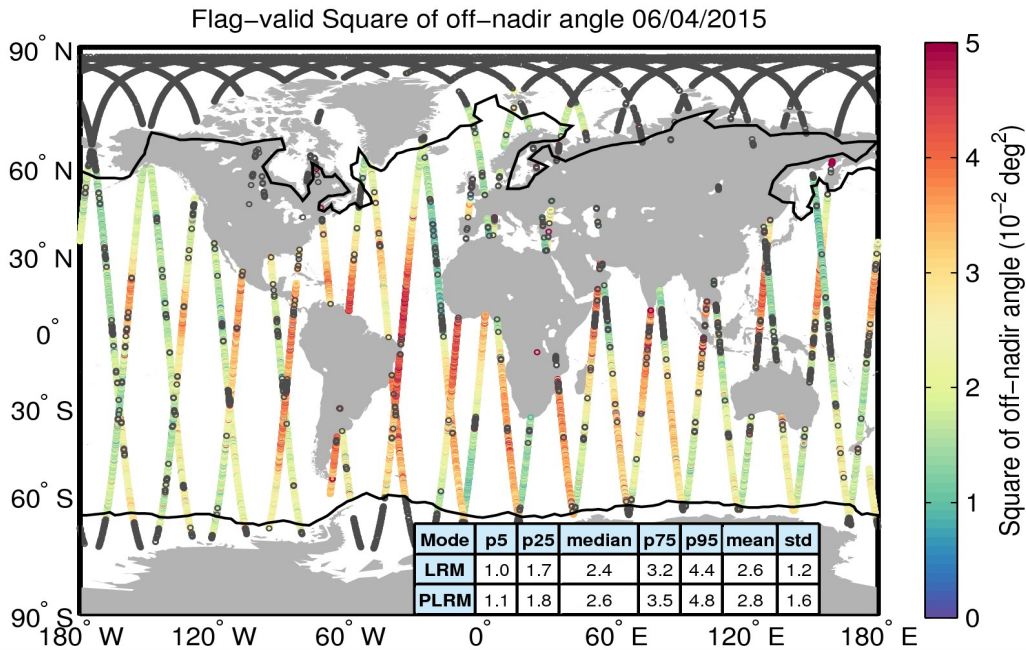 Flag−valid Square of off−nadir angle 06/04/2015
90° N
60° N
30° N
0°
30° S
60° S
90° S
180° W
120° W
60° W
0°
60° E
120° E
180° E
Mode p5 p25 median p75 p95 mean std
LRM 1.0 1.7 2.4 3.2 4.4 2.6 1.2
PLRM 1.1 1.8 2.6 3.5 4.8 2.8 1.6
5
4
3
2
1
0
Square of off−nadir angle (10⁻² deg²)